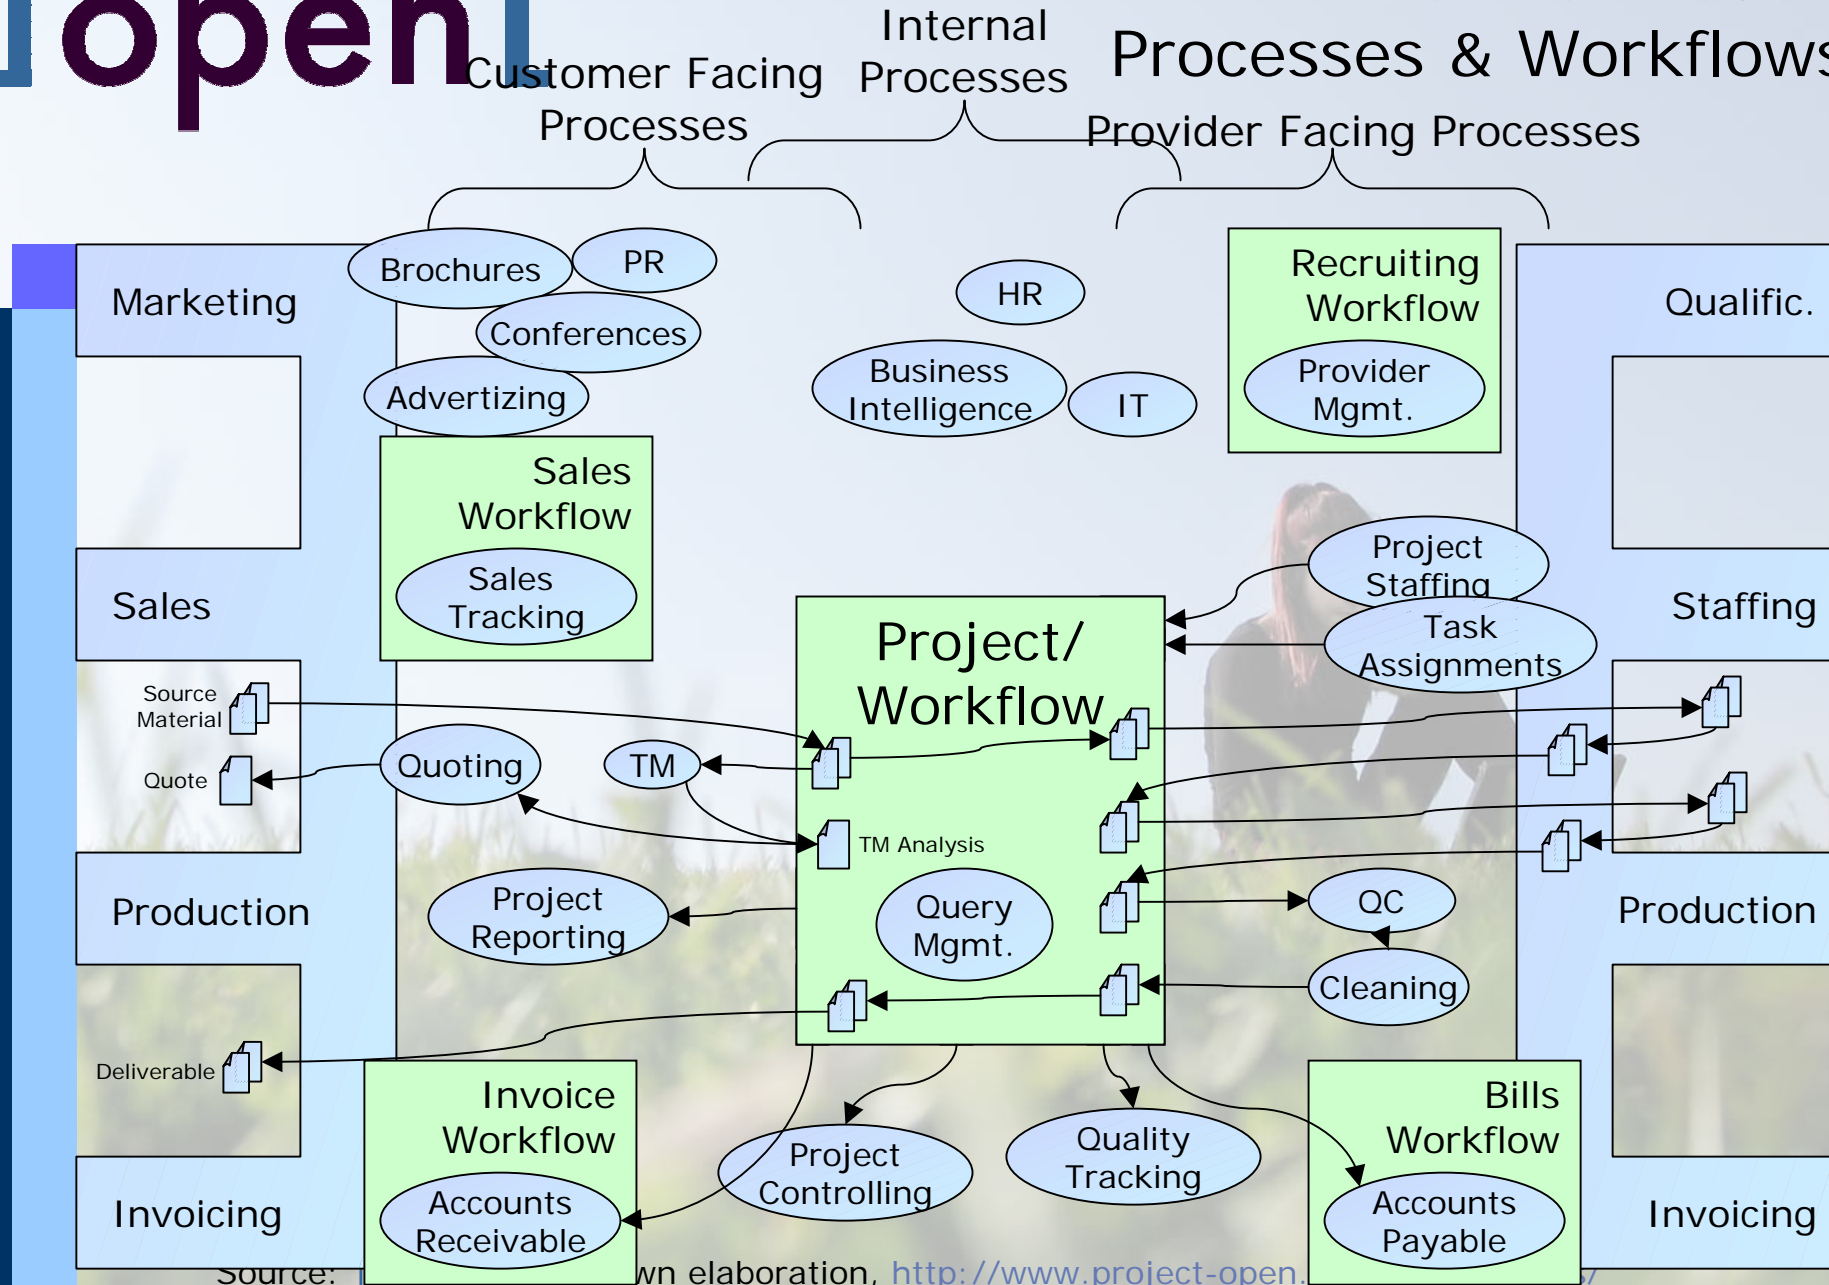 open
Internal
Processes
Processes & Workflows
Customer Facing
Processes
Provider Facing Processes
Marketing
Brochures
PR
Conferences
Advertizing
HR
Business
Intelligence
IT
Recruiting
Workflow
Provider
Mgmt.
Qualific.
Sales
Workflow
Sales
Tracking
Sales
Project
Staffing
Task
Assignments
Staffing
Project/
Workflow
Source
Material
Quote
Quoting
TM
TM Analysis
Production
Project
Reporting
Query
Mgmt.
QC
Cleaning
Production
Deliverable
Invoice
Workflow
Accounts
Receivable
Project
Controlling
Quality
Tracking
Bills
Workflow
Accounts
Payable
Invoicing
Invoicing
Source: elaboration, http://www.project-open.